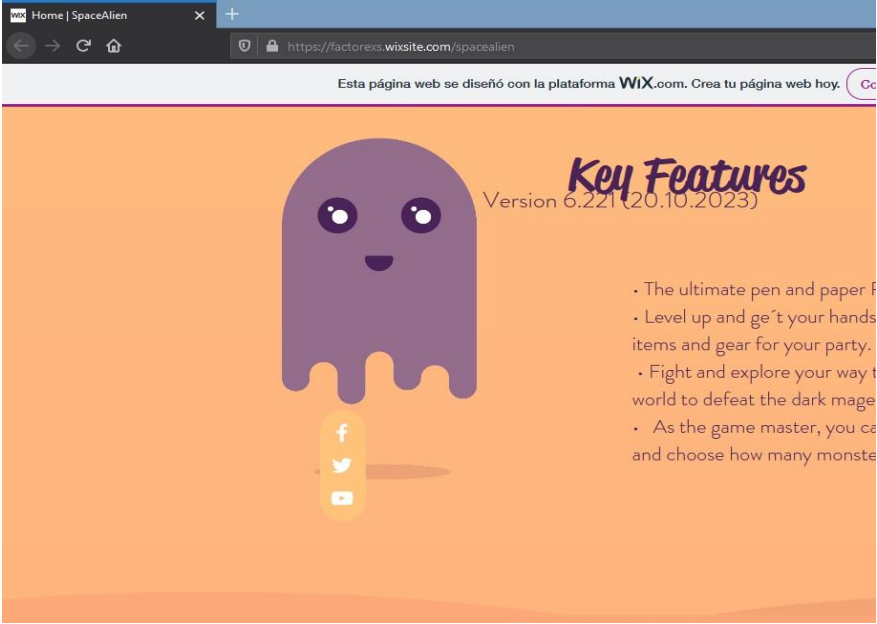 WIX Home | SpaceAlien
https://factorexs.wixsite.com/spacealien
Esta página web se diseñó con la plataforma WiX.com. Crea tu página web hoy.
Key Features
Version 6.221 (20.10.2023)
• The ultimate pen and paper
• Level up and ge´t your hands
items and gear for your party.
• Fight and explore your way
world to defeat the dark mage
• As the game master, you
and choose how many